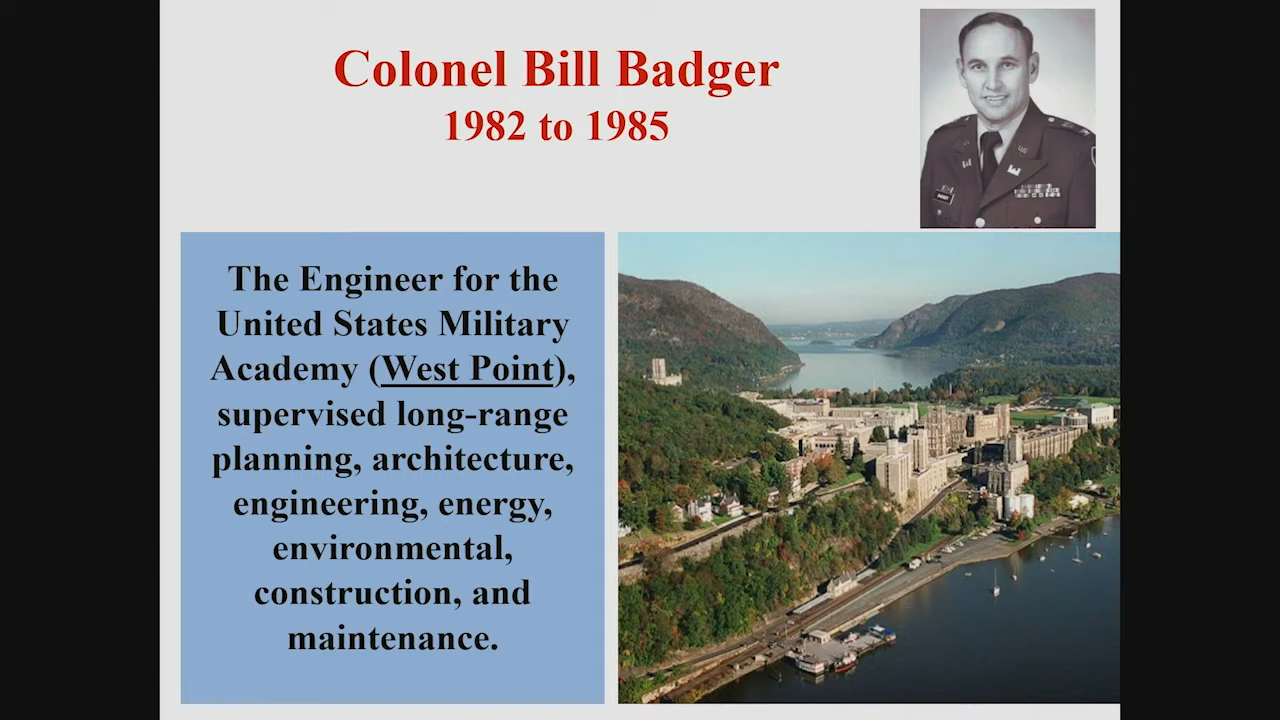 Colonel Bill Badger
1982 to 1985
The Engineer for the
United States Military
Academy (West Point),
supervised long-range
planning, architecture,
engineering, energy,
environmental,
construction, and
maintenance.